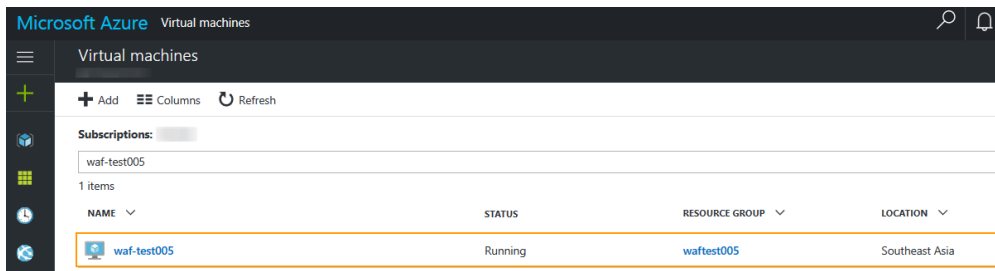 Microsoft Azure Virtual machines
Virtual machines
Add Columns Refresh
Subscriptions:
waf-test005
1 items
NAME STATUS RESOURCE GROUP LOCATION
waf-test005 Running waftest005 Southeast Asia